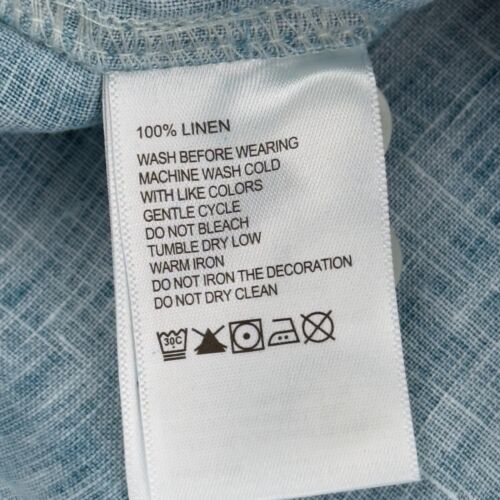 100% LINEN
WASH BEFORE WEARING
MACHINE WASH COLD
WITH LIKE COLORS
GENTLE CYCLE
DO NOT BLEACH
TUMBLE DRY LOW
WARM IRON
DO NOT IRON THE DECORATION
DO NOT DRY CLEAN
30C